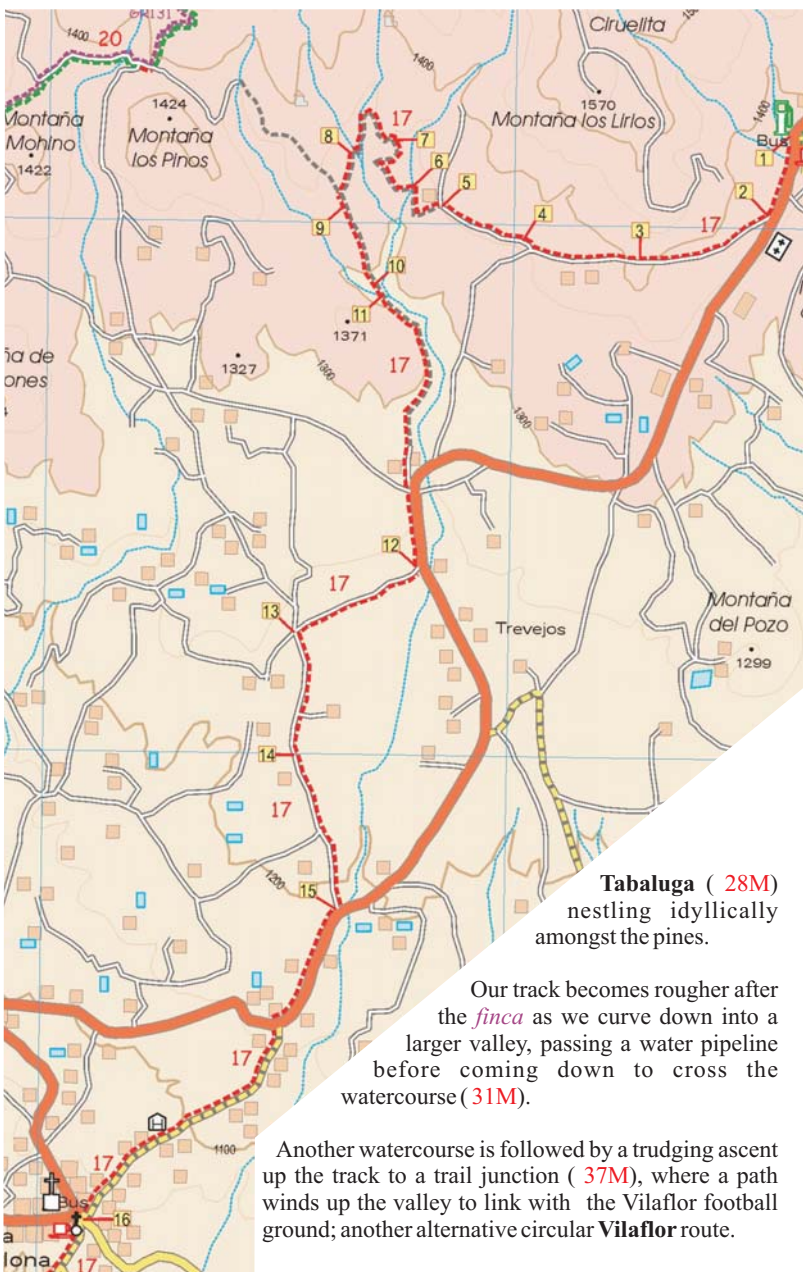 GR131
1400
20
1400
Ciruelita
17
1424
1570
1400
Montaña
Mohino
Montaña
los Pinos
Montaña los Lirlos
Bus
1
8
7
1422
6
5
2
9
4
3
17
10
11
1371
1327
1300
17
1300
12
17
13
Trevejos
Montaña
del Pozo
1299
14
17
1200
15
Tabaluga ( 28M)
nestling idyllically
amongst the pines.
Our track becomes rougher after
the finca as we curve down into a
larger valley, passing a water pipeline
before coming down to cross the
watercourse ( 31M).
17
1100
Another watercourse is followed by a trudging ascent
up the track to a trail junction ( 37M), where a path
winds up the valley to link with the Vilaflor football
ground; another alternative circular Vilaflor route.
17
Bus
16
lona
17